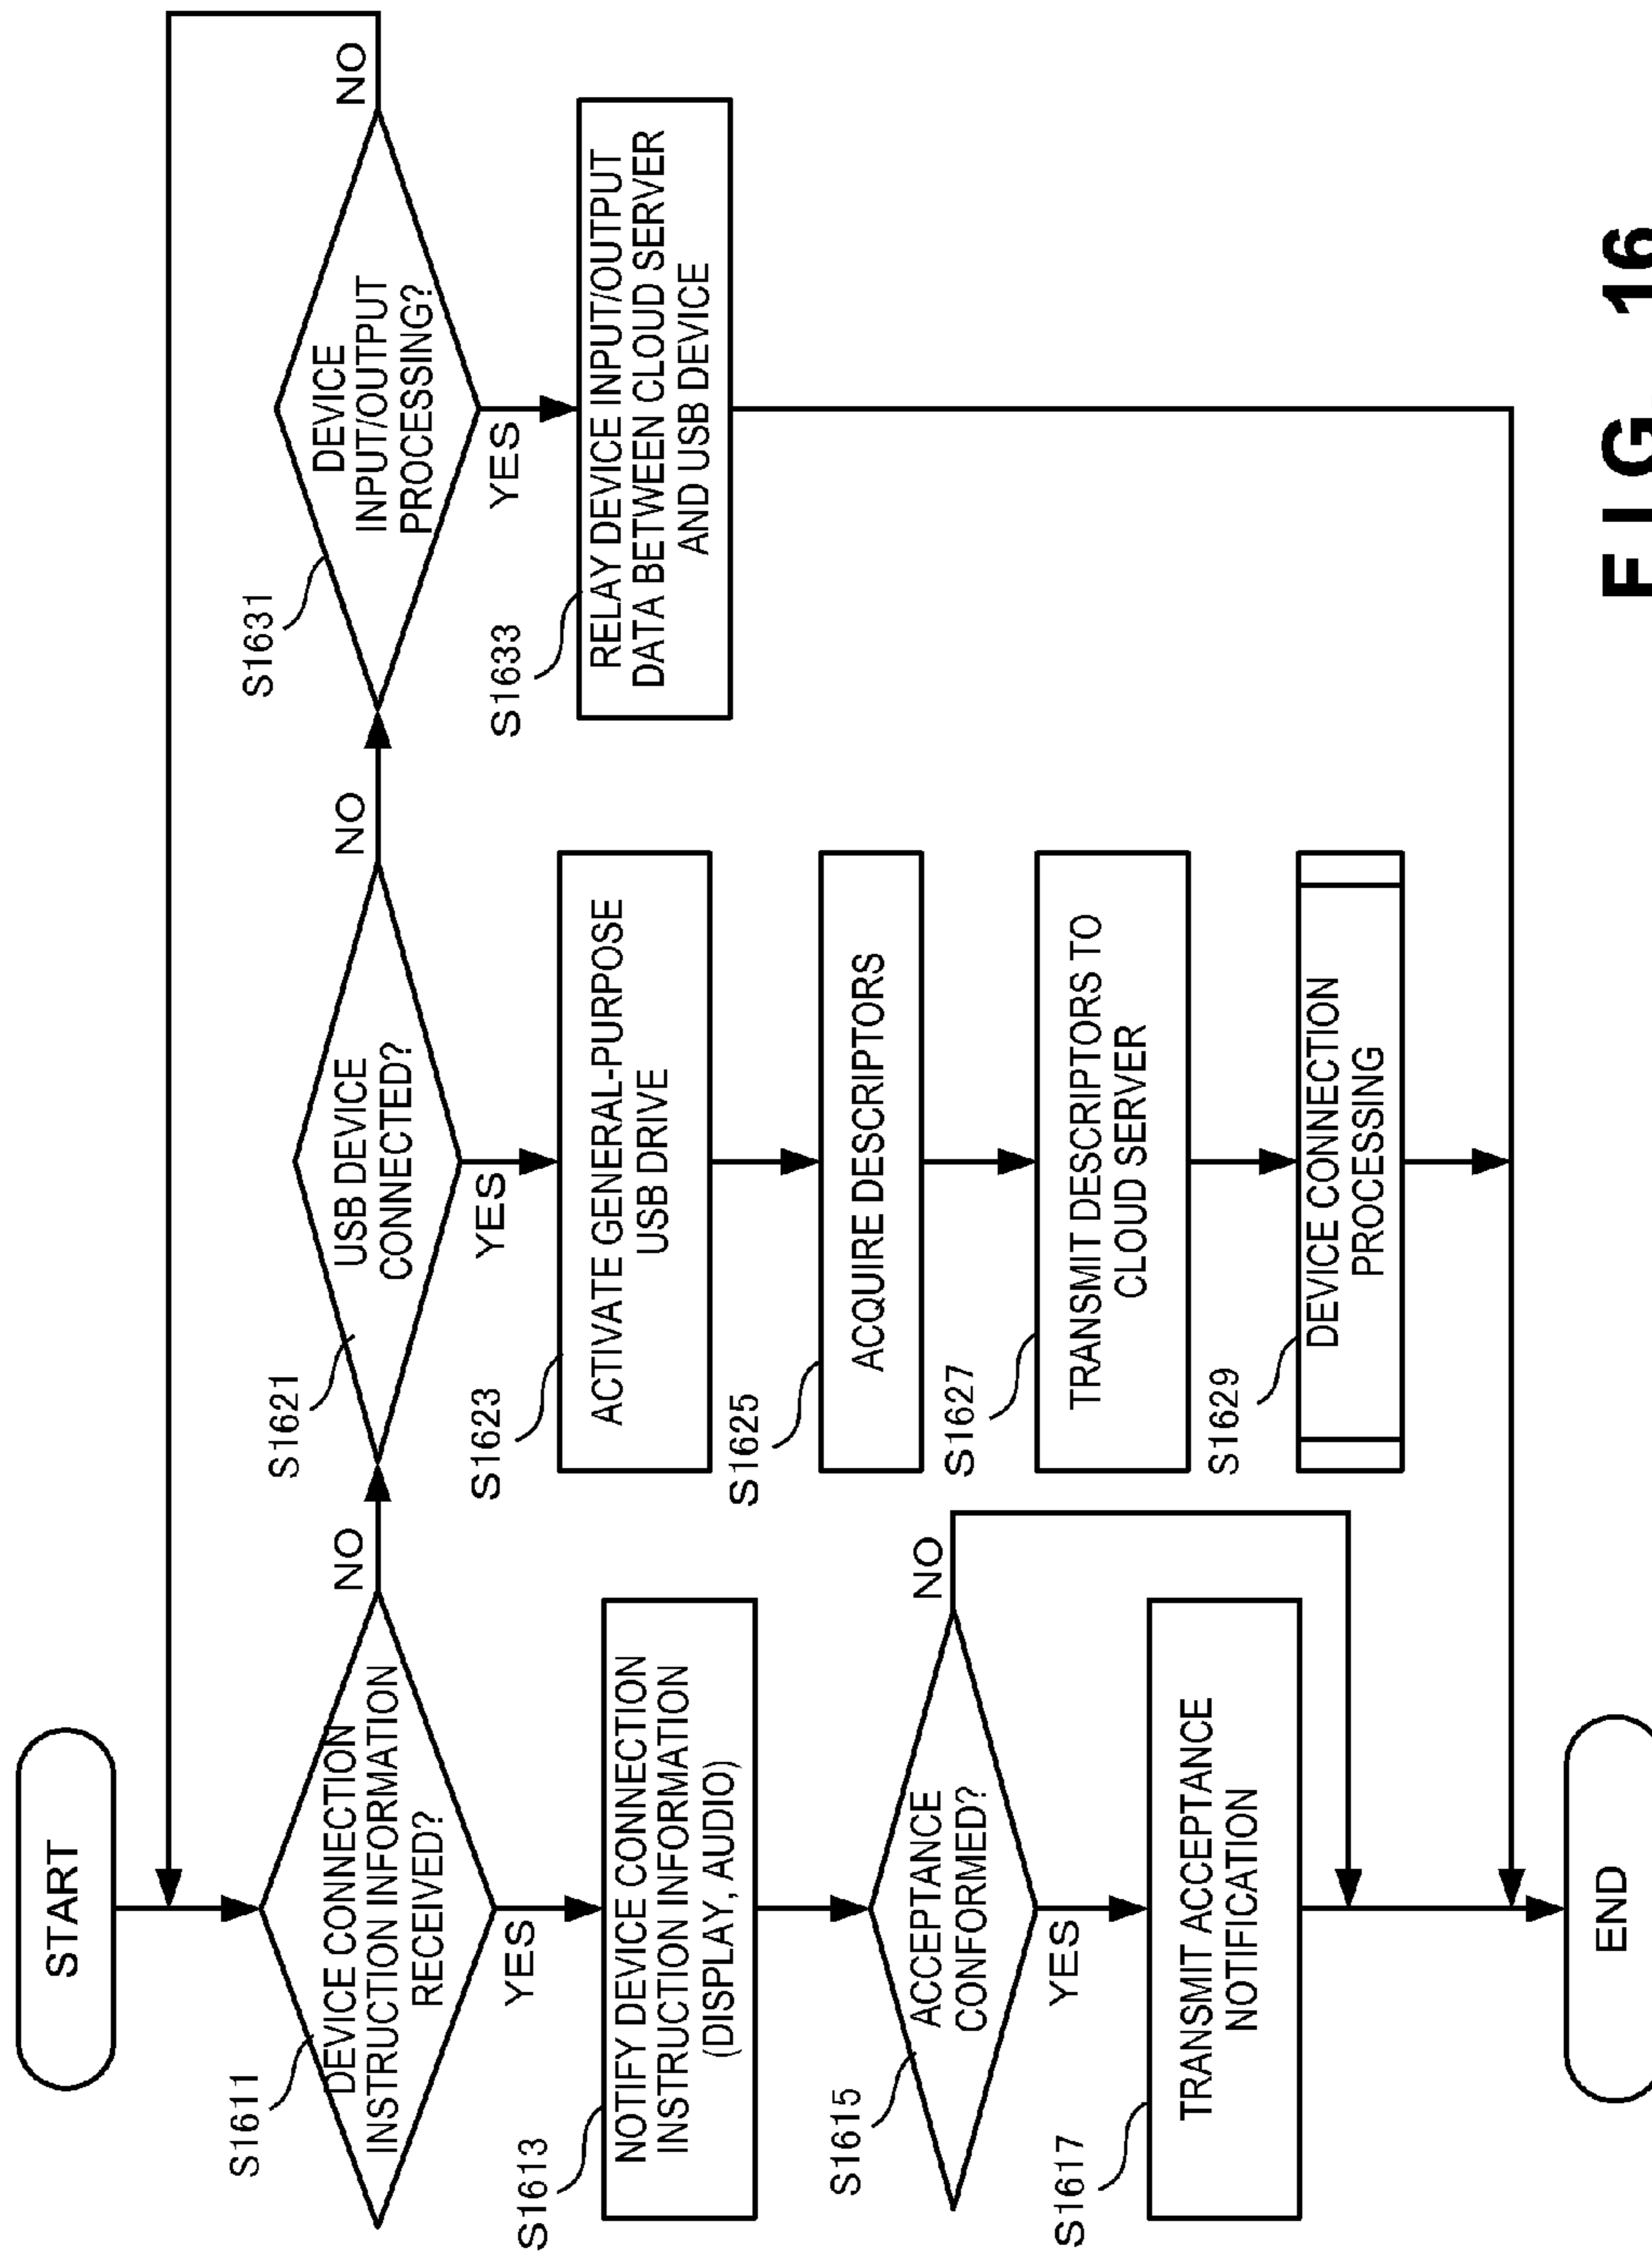 START
S1611
DEVICE CONNECTION
INSTRUCTION INFORMATION
RECEIVED?
NO
YES
S1613
NOTIFY DEVICE CONNECTION
INSTRUCTION INFORMATION
(DISPLAY, AUDIO)
S1615
ACCEPTANCE
CONFORMED?
NO
YES
S1617
TRANSMIT ACCEPTANCE
NOTIFICATION
END
S1621
USB DEVICE
CONNECTED?
NO
YES
S1623
ACTIVATE GENERAL-PURPOSE
USB DRIVE
S1625
ACQUIRE DESCRIPTORS
S1627
TRANSMIT DESCRIPTORS TO
CLOUD SERVER
S1629
DEVICE CONNECTION
PROCESSING
S1631
DEVICE
INPUT/OUTPUT
PROCESSING?
NO
YES
S1633
RELAY DEVICE INPUT/OUTPUT
DATA BETWEEN CLOUD SERVER
AND USB DEVICE
FIG. 16